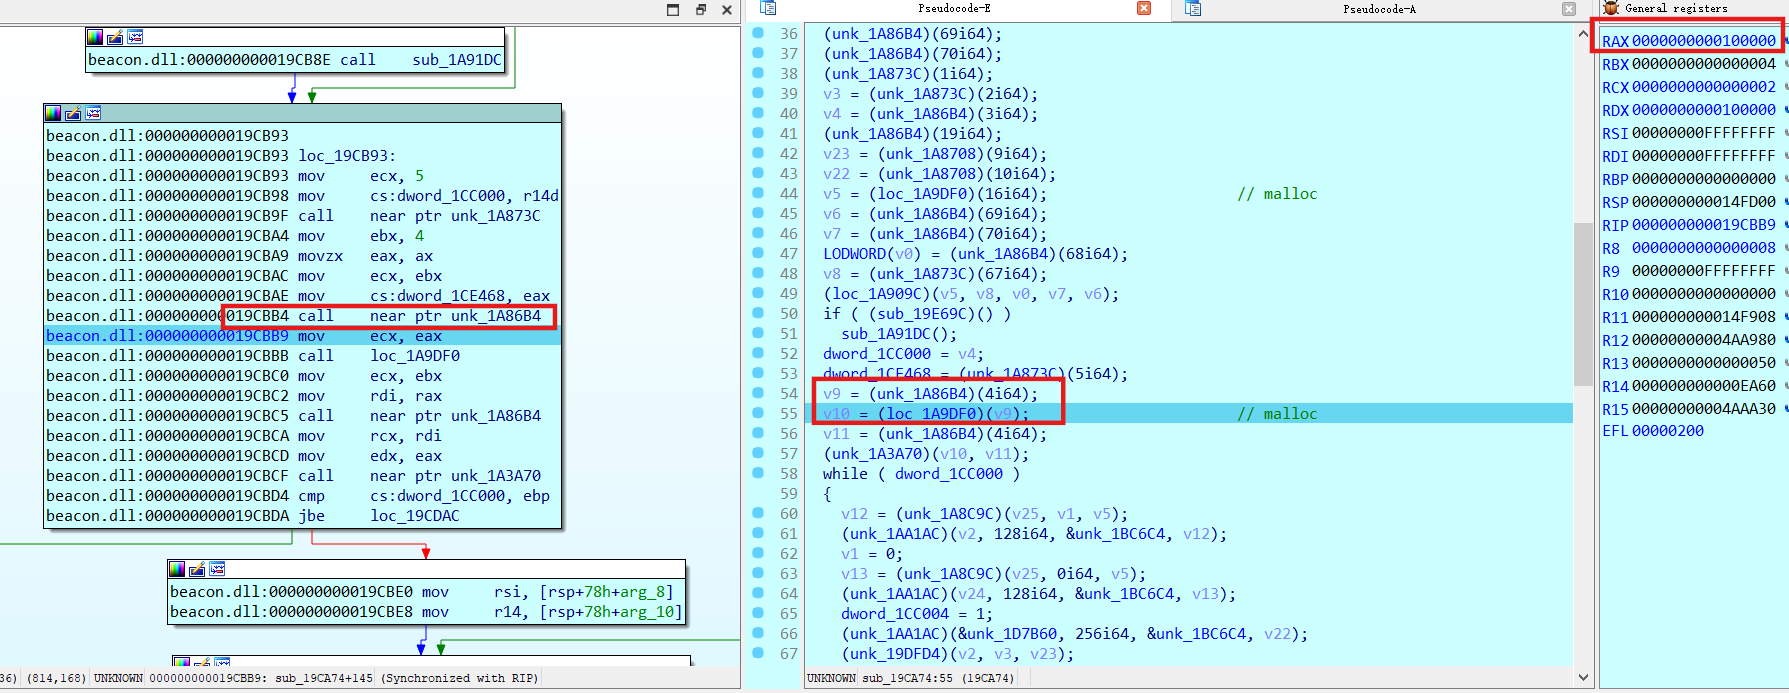 beacon.dll:000000000019CB8E call    sub_1A91DC
beacon.dll:000000000019CB93
beacon.dll:000000000019CB93 loc_19CB93:
beacon.dll:000000000019CB93 mov     ecx, 5
beacon.dll:000000000019CB98 mov     cs:dword_1CC000, r14d
beacon.dll:000000000019CB9F call    near ptr unk_1A873C
beacon.dll:000000000019CBA4 mov     ebx, 4
beacon.dll:000000000019CBA9 movzx   eax, ax
beacon.dll:000000000019CBAC mov     ecx, ebx
beacon.dll:000000000019CBAE mov     cs:dword_1CE468, eax
beacon.dll:000000000019CBB4 call    near ptr unk_1A86B4
beacon.dll:000000000019CBB9 mov     ecx, eax
beacon.dll:000000000019CBBB call    loc_1A9DF0
beacon.dll:000000000019CBC0 mov     ecx, ebx
beacon.dll:000000000019CBC2 mov     rdi, rax
beacon.dll:000000000019CBC5 call    near ptr unk_1A86B4
beacon.dll:000000000019CBCA mov     rcx, rdi
beacon.dll:000000000019CBCD mov     edx, eax
beacon.dll:000000000019CBCF call    near ptr unk_1A3A70
beacon.dll:000000000019CBD4 cmp     cs:dword_1CC000, ebp
beacon.dll:000000000019CBDA jbe     loc_19CDAC
beacon.dll:000000000019CBE0 mov     rsi, [rsp+78h+arg_8]
beacon.dll:000000000019CBE8 mov     r14, [rsp+78h+arg_10]
36) (814,168) UNKNOWN 000000000019CBB9: sub_19CA74+145 (Synchronized with RIP)
Pseudocode-E
Pseudocode-A
36 (unk_1A86B4)(69i64);
37 (unk_1A86B4)(70i64);
38 (unk_1A873C)(1i64);
39 v3 = (unk_1A873C)(2i64);
40 v4 = (unk_1A86B4)(3i64);
41 (unk_1A86B4)(19i64);
42 v23 = (unk_1A8708)(9i64);
43 v22 = (unk_1A8708)(10i64);
44 v5 = (loc_1A9DF0)(16i64); // malloc
45 v6 = (unk_1A86B4)(69i64);
46 v7 = (unk_1A86B4)(70i64);
47 LODWORD(v0) = (unk_1A86B4)(68i64);
48 v8 = (unk_1A873C)(67i64);
49 (loc_1A909C)(v5, v8, v0, v7, v6);
50 if ( (sub_19E69C)() )
51 sub_1A91DC();
52 dword_1CC000 = v4;
53 dword_1CE468 = (unk_1A873C)(5i64);
54 v9 = (unk_1A86B4)(4i64);
55 v10 = (loc_1A9DF0)(v9); // malloc
56 v11 = (unk_1A86B4)(4i64);
57 (unk_1A3A70)(v10, v11);
58 while ( dword_1CC000 )
59 {
60 v12 = (unk_1A8C9C)(v25, v1, v5);
61 (unk_1AA1AC)(v2, 128i64, &unk_1BC6C4, v12);
62 v1 = 0;
63 v13 = (unk_1A8C9C)(v25, 0i64, v5);
64 (unk_1AA1AC)(v24, 128i64, &unk_1BC6C4, v13);
65 dword_1CC004 = 1;
66 (unk_1AA1AC)(&unk_1D7B60, 256i64, &unk_1BC6C4, v22);
67 (unk_19DFD4)(v2, v3, v23);
UNKNOWN sub_19CA74:55 (19CA74)
General registers
RAX 0000000000100000
RBX 0000000000000004
RCX 0000000000000002
RDX 0000000000100000
RSI 00000000FFFFFFFF
RDI 00000000FFFFFFFF
RBP 0000000000000000
RSP 000000000014FD00
RIP 000000000019CBB9
R8 0000000000000008
R9 00000000FFFFFFFF
R10 0000000000000000
R11 000000000014F908
R12 00000000004AA980
R13 0000000000000050
R14 000000000000EA60
R15 00000000004AAA30
EFL 00000200